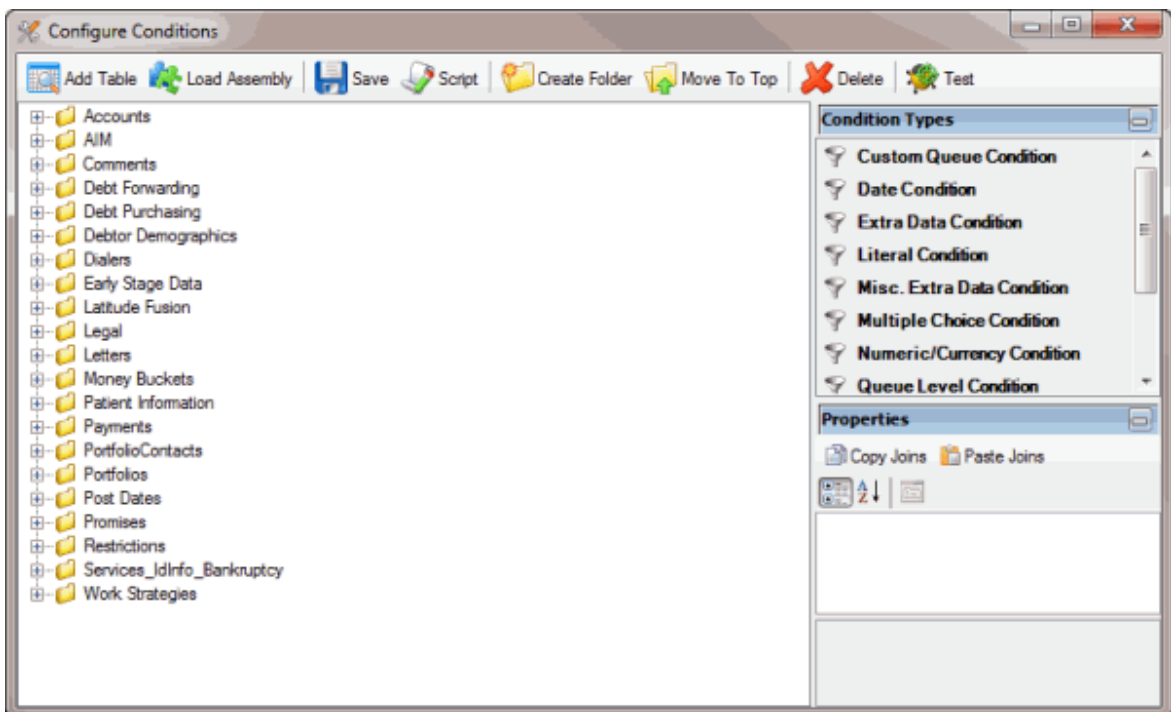 Configure Conditions
Add Table Load Assembly Save Script Create Folder Move To Top Delete Test
Accounts
AIM
Comments
Debt Forwarding
Debt Purchasing
Debtor Demographics
Dialers
Early Stage Data
Latitude Fusion
Legal
Letters
Money Buckets
Patient Information
Payments
PortfolioContacts
Portfolios
Post Dates
Promises
Restrictions
Services_IdInfo_Bankruptcy
Work Strategies
Condition Types
Custom Queue Condition
Date Condition
Extra Data Condition
Literal Condition
Misc. Extra Data Condition
Multiple Choice Condition
Numeric/Currency Condition
Queue Level Condition
Properties
Copy Joins Paste Joins